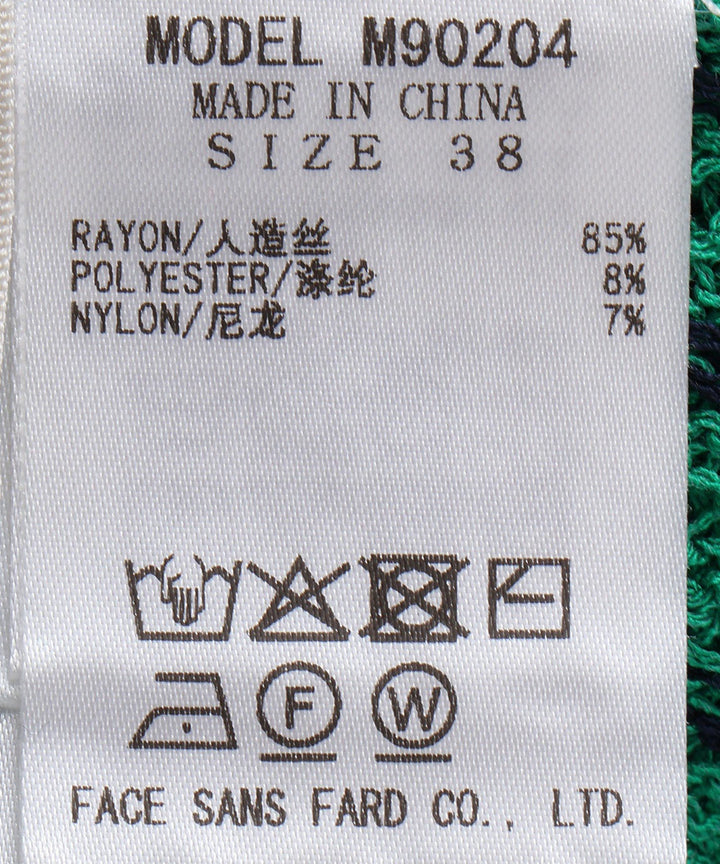 MODEL M90204
MADE IN CHINA
SIZE 38
RAYON/人造丝 85%
POLYESTER/涤纶 8%
NYLON/尼龙 7%
F W
FACE SANS FARD CO., LTD.